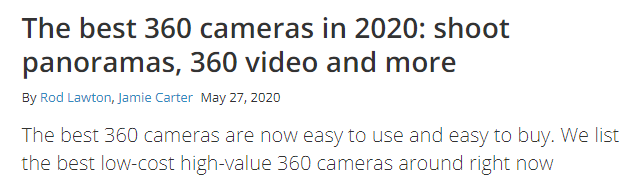 The best 360 cameras in 2020: shoot
panoramas, 360 video and more
By Rod Lawton, Jamie Carter May 27, 2020
The best 360 cameras are now easy to use and easy to buy. We list
the best low-cost high-value 360 cameras around right now